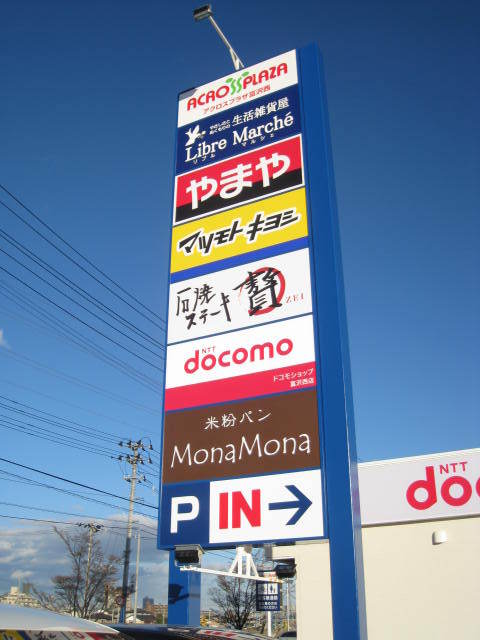 ACROSSPLAZA
アクロスプラザ富沢西
生活雑貨屋
Libre Marché
リブル マルシェ
やまや
マツモトキヨシ
石焼
ステーキ
贅
ZEI
NTT
docomo
ドコモショップ
富沢西店
米粉パン
MonaMona
P IN →
NTT
doco